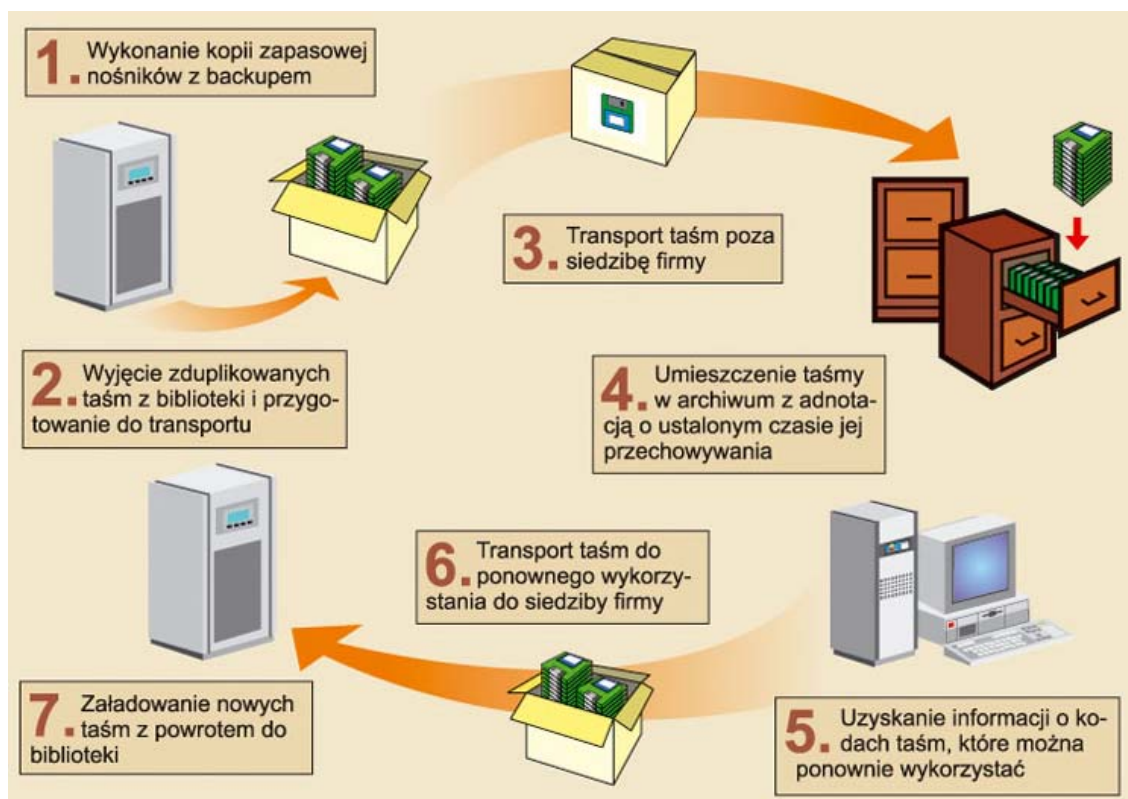 1. Wykonanie kopii zapasowej
nośników z backupem
2. Wyjęcie zduplikowanych
taśm z biblioteki i przygo-
towanie do transportu
3. Transport taśm poza
siedzibę firmy
4. Umieszczenie taśmy
w archiwum z adnota-
cją o ustalonym czasie jej
przechowywania
5. Uzyskanie informacji o ko-
dach taśm, które można
ponownie wykorzystać
6. Transport taśm do
ponownego wykorzy-
stania do siedziby firmy
7. Załadowanie nowych
taśm z powrotem do
biblioteki